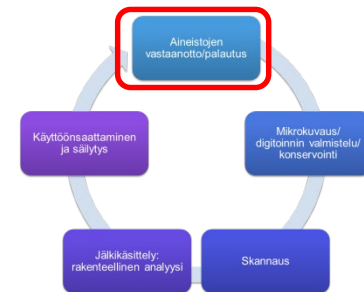 Aineistojen
vastaanotto/palautus
Mikrokuvaus/
digitoinnin valmistelu/
konservointi
Skannaus
Jälkikäsittely:
rakenteellinen analyysi
Käyttöönsaattaminen
ja säilytys